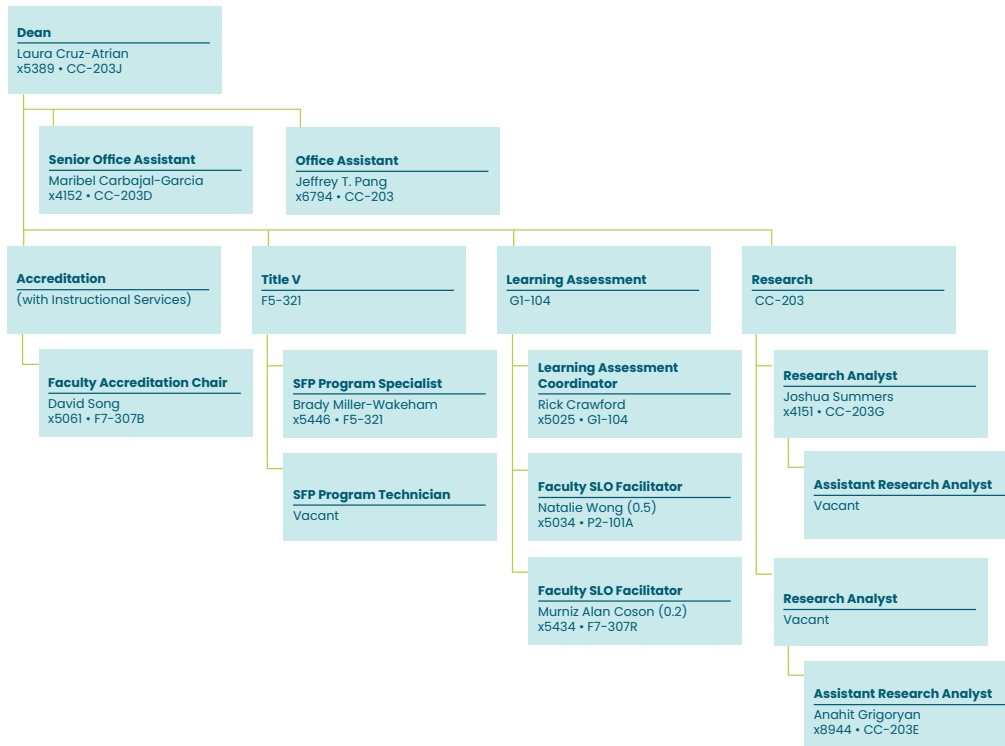 Dean
Laura Cruz-Atrian
x5389 • CC-203J
Senior Office Assistant
Maribel Carbajal-Garcia
x4152 • CC-203D
Office Assistant
Jeffrey T. Pang
x6794 • CC-203
Accreditation
(with Instructional Services)
Title V
F5-321
Learning Assessment
G1-104
Research
CC-203
Faculty Accreditation Chair
David Song
x5061 • F7-307B
SFP Program Specialist
Brady Miller-Wakeham
x5446 • F5-321
SFP Program Technician
Vacant
Learning Assessment
Coordinator
Rick Crawford
x5025 • G1-104
Faculty SLO Facilitator
Natalie Wong (0.5)
x5034 • P2-101A
Faculty SLO Facilitator
Murniz Alan Coson (0.2)
x5434 • F7-307R
Research Analyst
Joshua Summers
x4151 • CC-203G
Assistant Research Analyst
Vacant
Research Analyst
Vacant
Assistant Research Analyst
Anahit Grigoryan
x8944 • CC-203E